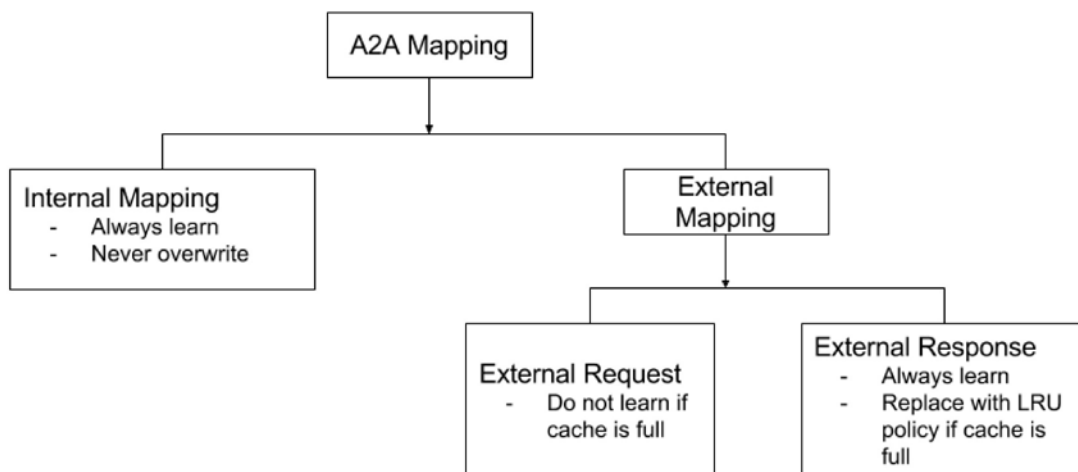 A2A Mapping
Internal Mapping
- Always learn
- Never overwrite
External
Mapping
External Request
- Do not learn if
cache is full
External Response
- Always learn
- Replace with LRU
policy if cache is
full